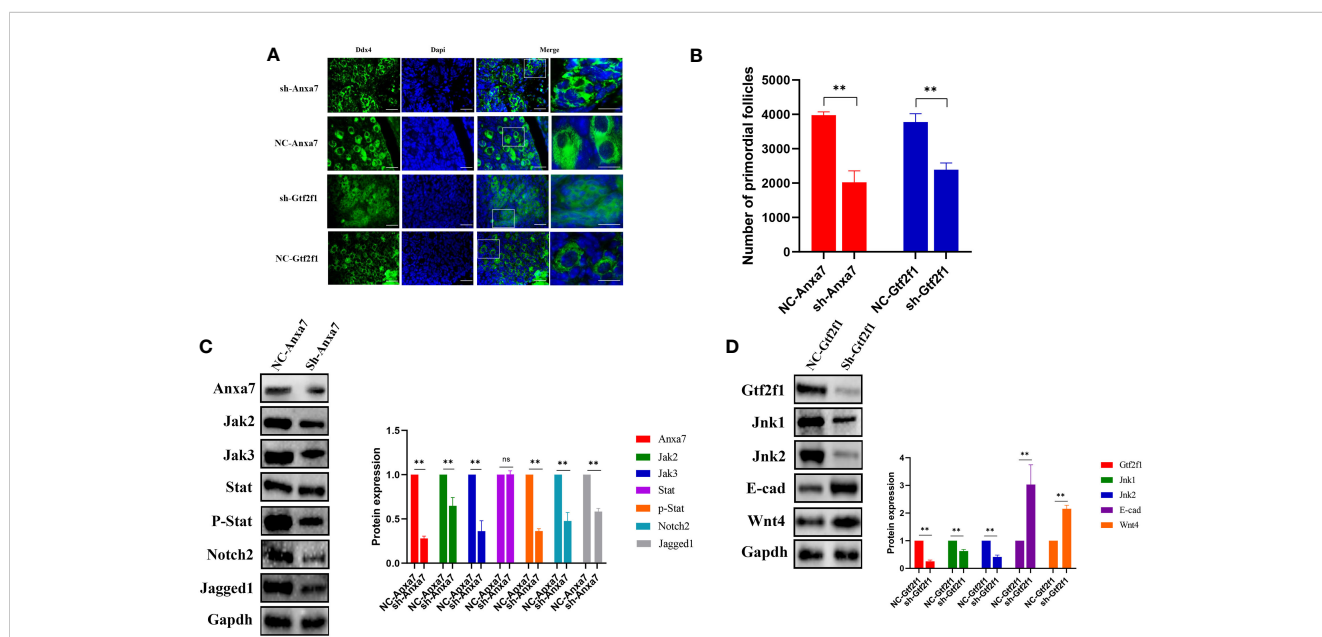 A
Ddx4 Dapi Merge
sh-Anxa7
NC-Anxa7
sh-Gtf2f1
NC-Gtf2f1
B
Number of primordial follicles
5000
4000
3000
2000
1000
0
** **
NC-Anxa7 sh-Anxa7 NC-Gtf2f1 sh-Gtf2f1
C
NC-Anxa7 Sh-Anxa7
Anxa7
Jak2
Jak3
Stat
P-Stat
Notch2
Jagged1
Gapdh
Protein expression
1.5
1.0
0.5
0.0
** ** ** ns ** ** **
NC-Anxa7 sh-Anxa7 NC-Anxa7 sh-Anxa7 NC-Anxa7 sh-Anxa7 NC-Anxa7 sh-Anxa7 NC-Anxa7 sh-Anxa7 NC-Anxa7 sh-Anxa7 NC-Anxa7 sh-Anxa7
Anxa7
Jak2
Jak3
Stat
p-Stat
Notch2
Jagged1
D
NC-Gtf2f1 Sh-Gtf2f1
Gtf2f1
Jnk1
Jnk2
E-cad
Wnt4
Gapdh
Protein expression
4
3
2
1
0
** ** ** ** **
NC-Gtf2f1 sh-Gtf2f1 NC-Gtf2f1 sh-Gtf2f1 NC-Gtf2f1 sh-Gtf2f1 NC-Gtf2f1 sh-Gtf2f1 NC-Gtf2f1 sh-Gtf2f1
Gtf2f1
Jnk1
Jnk2
E-cad
Wnt4